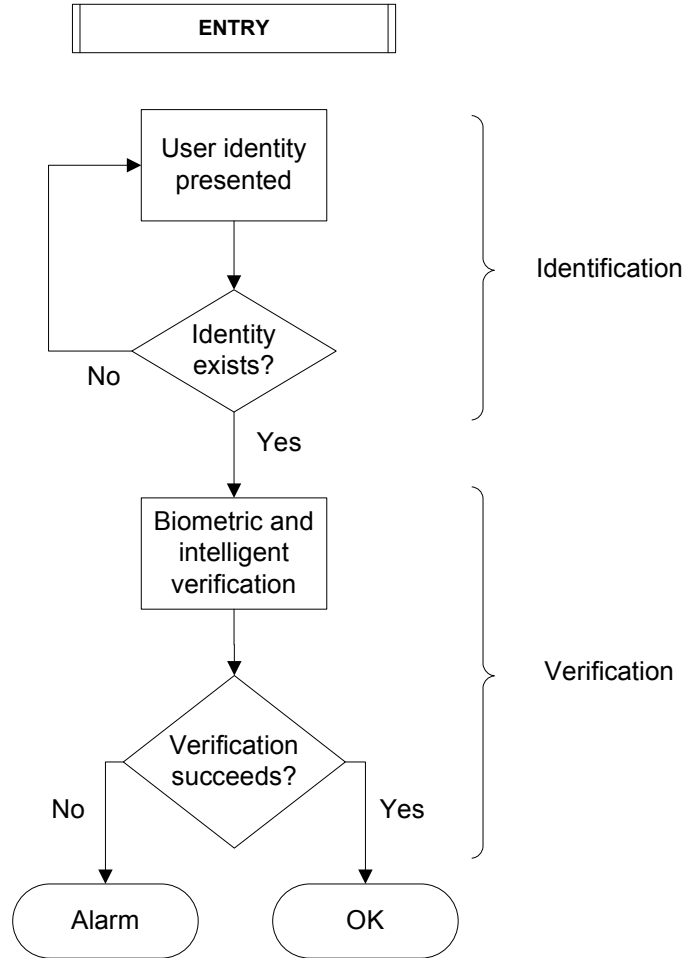 ENTRY
User identity
presented
Identification
Identity
exists?
No
Yes
Biometric and
intelligent
verification
Verification
Verification
succeeds?
No
Yes
Alarm
OK